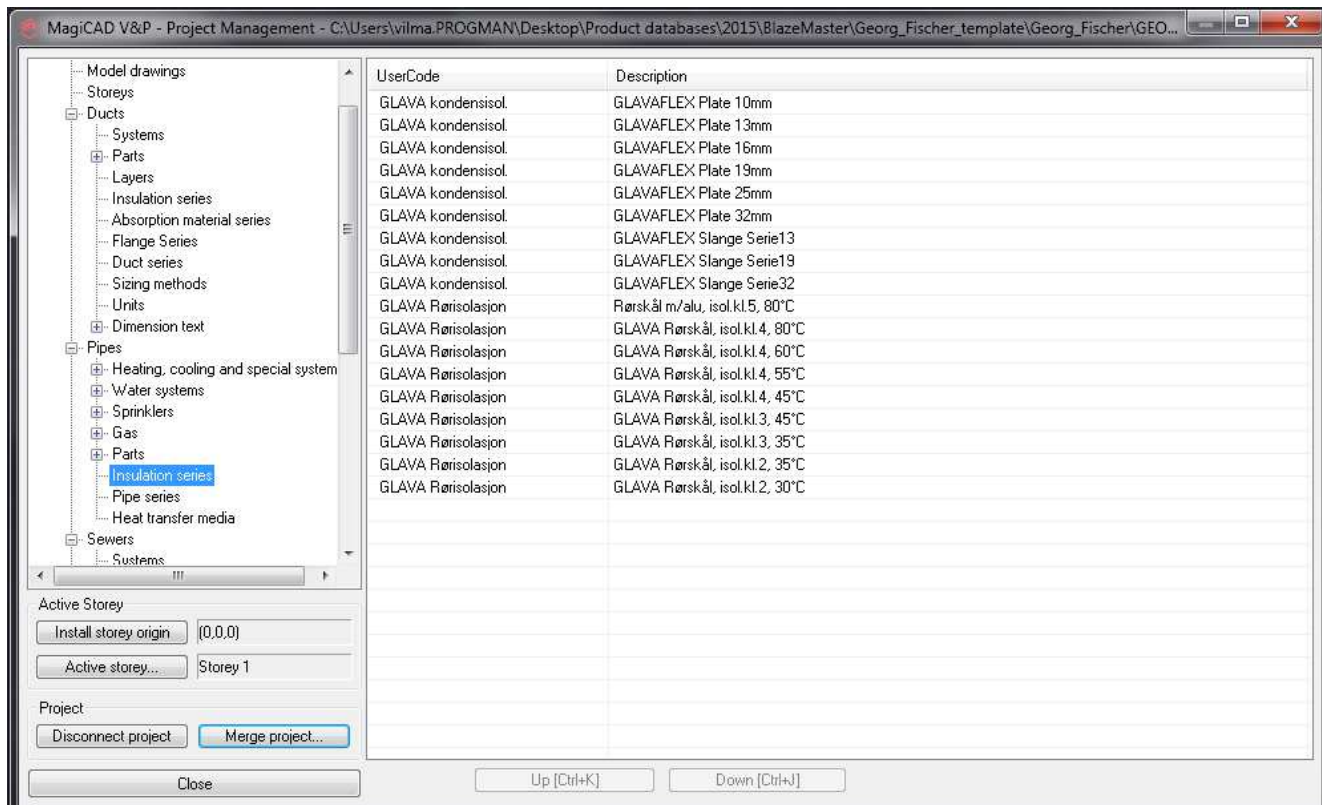 MagiCAD V&P - Project Management - C:\Users\vilma.PROGMAN\Desktop\Product databases\2015\BlazeMaster\Georg_Fischer_template\Georg_Fischer\GEO...
Model drawings
Storeys
Ducts
Systems
Parts
Layers
Insulation series
Absorption material series
Flange Series
Duct series
Sizing methods
Units
Dimension text
Pipes
Heating, cooling and special system
Water systems
Sprinklers
Gas
Parts
Insulation series
Pipe series
Heat transfer media
Sewers
Systems
Active Storey
Install storey origin (0,0,0)
Active storey... Storey 1
Project
Disconnect project Merge project...
Close
UserCode Description
GLAVA kondensisol. GLAVAFLEX Plate 10mm
GLAVA kondensisol. GLAVAFLEX Plate 13mm
GLAVA kondensisol. GLAVAFLEX Plate 16mm
GLAVA kondensisol. GLAVAFLEX Plate 19mm
GLAVA kondensisol. GLAVAFLEX Plate 25mm
GLAVA kondensisol. GLAVAFLEX Plate 32mm
GLAVA kondensisol. GLAVAFLEX Slange Serie13
GLAVA kondensisol. GLAVAFLEX Slange Serie19
GLAVA kondensisol. GLAVAFLEX Slange Serie32
GLAVA Rørisolasjon Rørskål m/alu, isol.kl.5, 80°C
GLAVA Rørisolasjon GLAVA Rørskål, isol.kl.4, 80°C
GLAVA Rørisolasjon GLAVA Rørskål, isol.kl.4, 60°C
GLAVA Rørisolasjon GLAVA Rørskål, isol.kl.4, 55°C
GLAVA Rørisolasjon GLAVA Rørskål, isol.kl.4, 45°C
GLAVA Rørisolasjon GLAVA Rørskål, isol.kl.3, 45°C
GLAVA Rørisolasjon GLAVA Rørskål, isol.kl.3, 35°C
GLAVA Rørisolasjon GLAVA Rørskål, isol.kl.2, 35°C
GLAVA Rørisolasjon GLAVA Rørskål, isol.kl.2, 30°C
Up [Ctrl+K] Down [Ctrl+J]